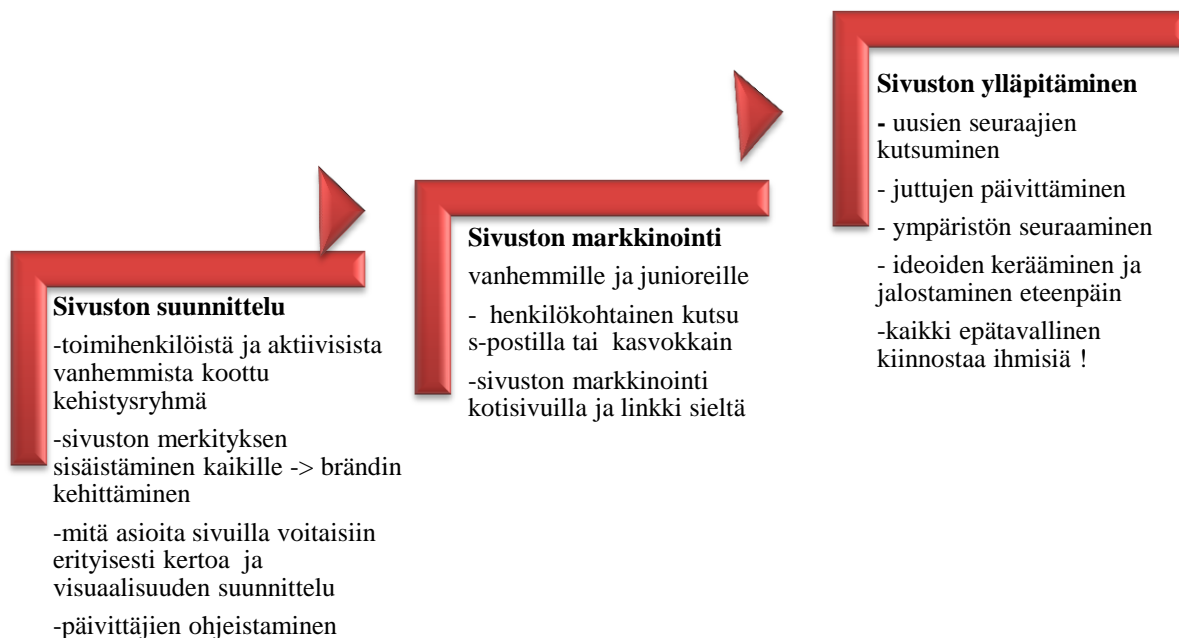 Sivuston suunnittelu
-toimihenkilöistä ja aktiivisista
vanhemmista koottu
kehistysryhmä
-sivuston merkityksen
sisäistäminen kaikille -> brändin
kehittäminen
-mitä asioita sivuilla voitaisiin
erityisesti kertoa ja
visuaalisuuden suunnittelu
-päivittäjien ohjeistaminen
Sivuston markkinointi
vanhemmille ja junioreille
- henkilökohtainen kutsu
s-postilla tai kasvokkain
-sivuston markkinointi
kotisivuilla ja linkki sieltä
Sivuston ylläpitäminen
- uusien seuraajien
kutsuminen
- juttujen päivittäminen
- ympäristön seuraaminen
- ideoiden kerääminen ja
jalostaminen eteenpäin
-kaikki epätavallinen
kiinnostaa ihmisiä !